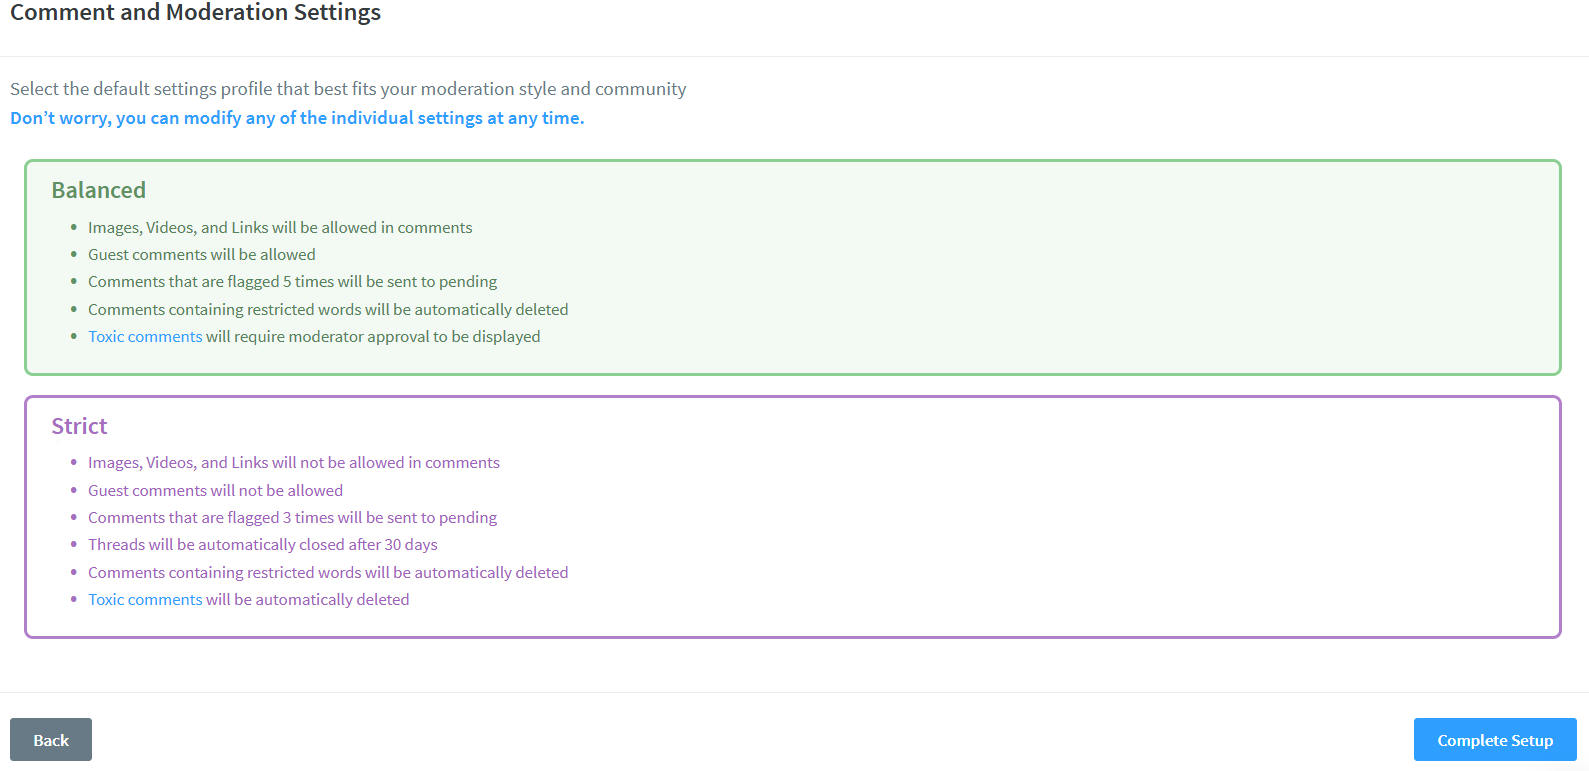 Comment and Moderation Settings
Select the default settings profile that best fits your moderation style and community
Don’t worry, you can modify any of the individual settings at any time.
Balanced
• Images, Videos, and Links will be allowed in comments
• Guest comments will be allowed
• Comments that are flagged 5 times will be sent to pending
• Comments containing restricted words will be automatically deleted
• Toxic comments will require moderator approval to be displayed
Strict
• Images, Videos, and Links will not be allowed in comments
• Guest comments will not be allowed
• Comments that are flagged 3 times will be sent to pending
• Threads will be automatically closed after 30 days
• Comments containing restricted words will be automatically deleted
• Toxic comments will be automatically deleted
Back
Complete Setup